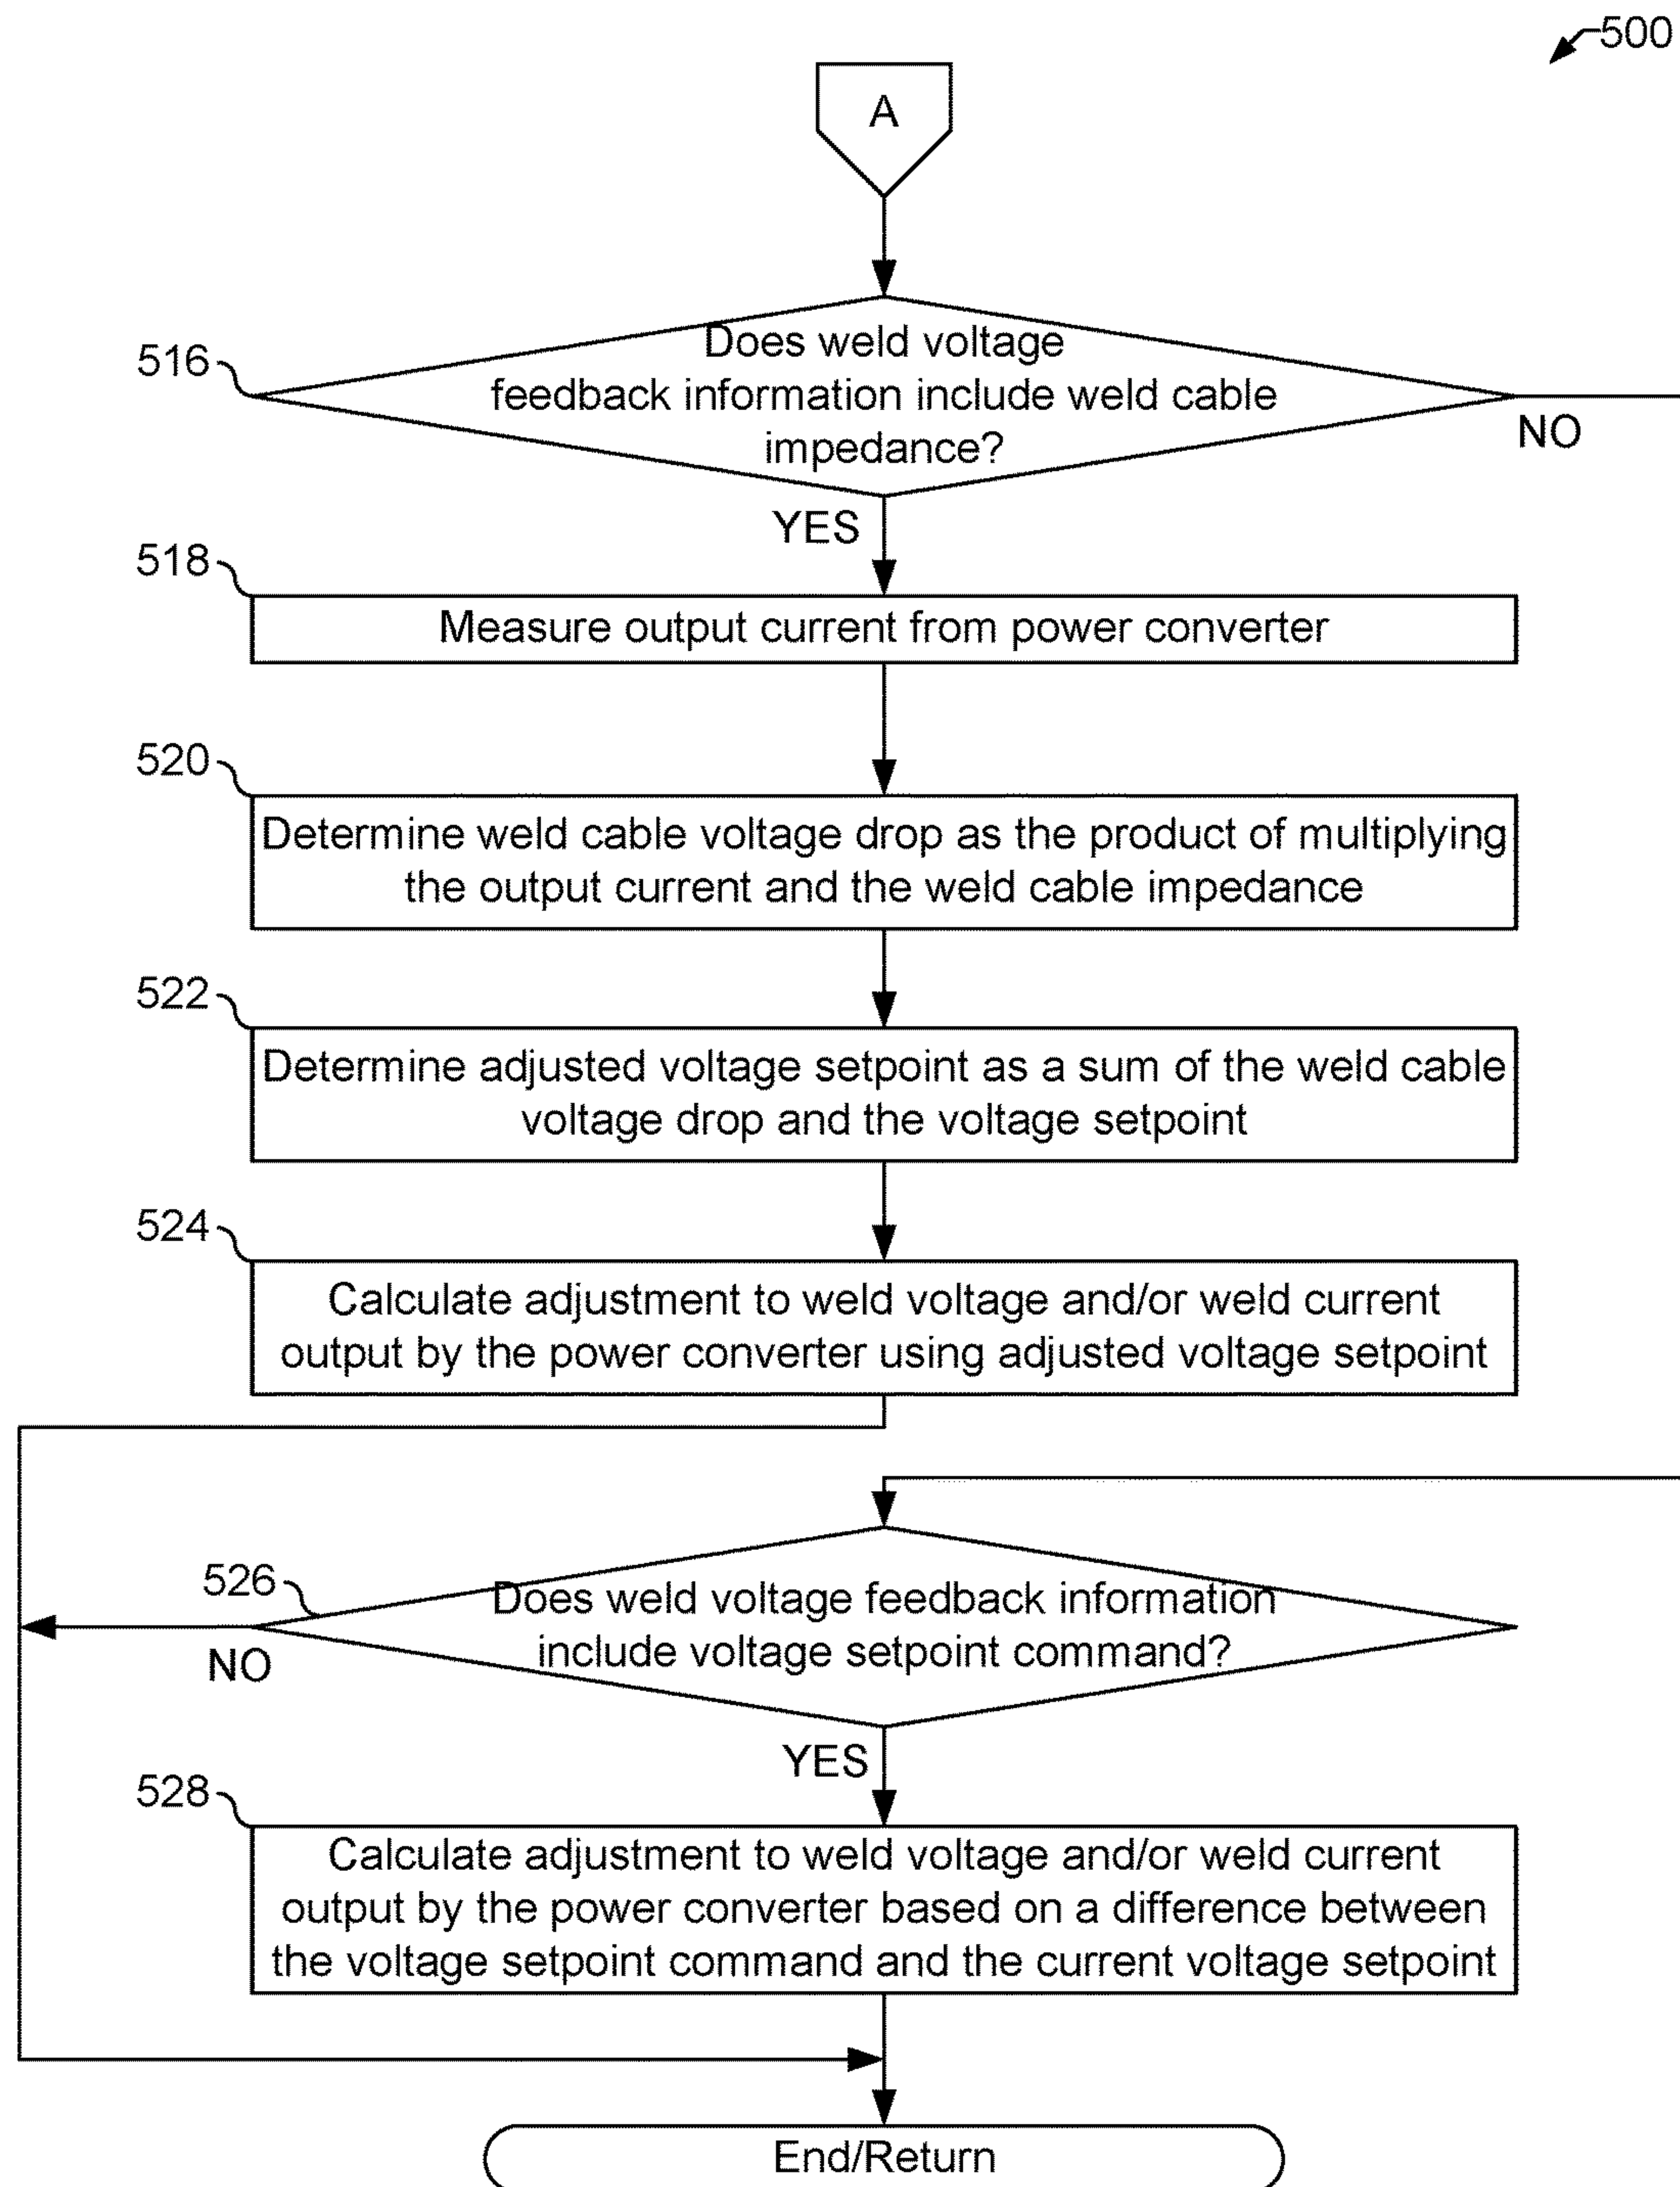 500
A
516
Does weld voltage
feedback information include weld cable
impedance?
NO
YES
518
Measure output current from power converter
520
Determine weld cable voltage drop as the product of multiplying
the output current and the weld cable impedance
522
Determine adjusted voltage setpoint as a sum of the weld cable
voltage drop and the voltage setpoint
524
Calculate adjustment to weld voltage and/or weld current
output by the power converter using adjusted voltage setpoint
526
Does weld voltage feedback information
include voltage setpoint command?
NO
YES
528
Calculate adjustment to weld voltage and/or weld current
output by the power converter based on a difference between
the voltage setpoint command and the current voltage setpoint
End/Return